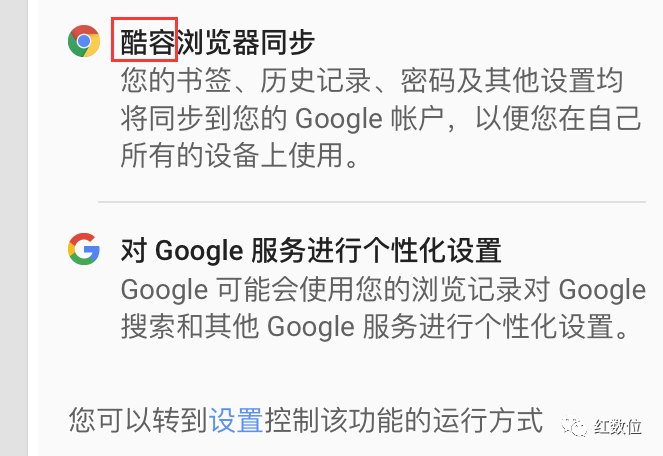 酷容浏览器同步
您的书签、历史记录、密码及其他设置均
将同步到您的 Google 帐户，以便您在自己
所有的设备上使用。
对 Google 服务进行个性化设置
Google 可能会使用您的浏览记录对 Google
搜索和其他 Google 服务进行个性化设置。
您可以转到设置控制该功能的运行方式
红数位